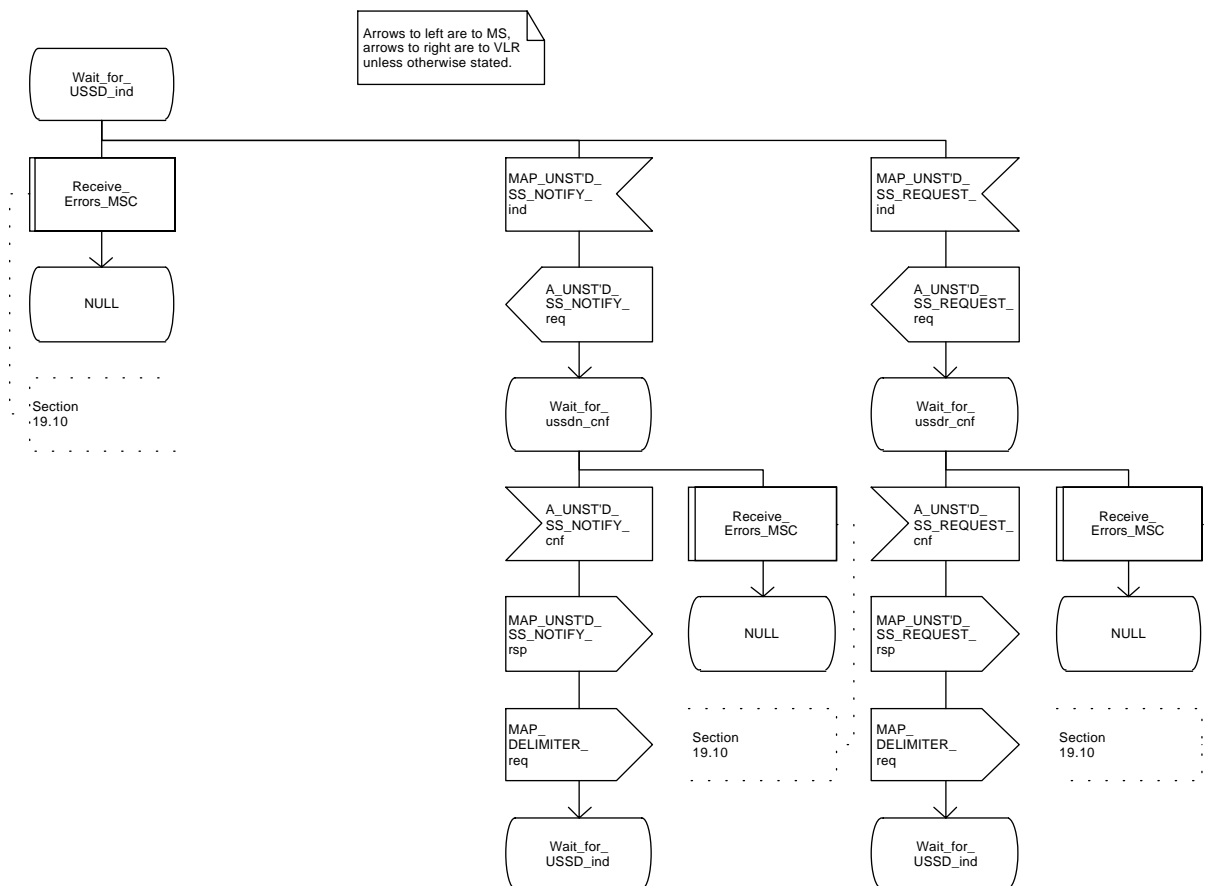 Arrows to left are to MS,
arrows to right are to VLR
unless otherwise stated.
Wait_for_
USSD_ind
Receive_
Errors_MSC
MAP_UNST'D_
SS_NOTIFY_
ind
MAP_UNST'D_
SS_REQUEST_
ind
NULL
A_UNST'D_
SS_NOTIFY_
req
A_UNST'D_
SS_REQUEST_
req
Section
19.10
Wait_for_
ussdn_cnf
Wait_for_
ussdr_cnf
A_UNST'D_
SS_NOTIFY_
cnf
Receive_
Errors_MSC
A_UNST'D_
SS_REQUEST_
cnf
Receive_
Errors_MSC
MAP_UNST'D_
SS_NOTIFY_
rsp
NULL
MAP_UNST'D_
SS_REQUEST_
rsp
NULL
MAP_
DELIMITER_
req
Section
19.10
MAP_
DELIMITER_
req
Section
19.10
Wait_for_
USSD_ind
Wait_for_
USSD_ind